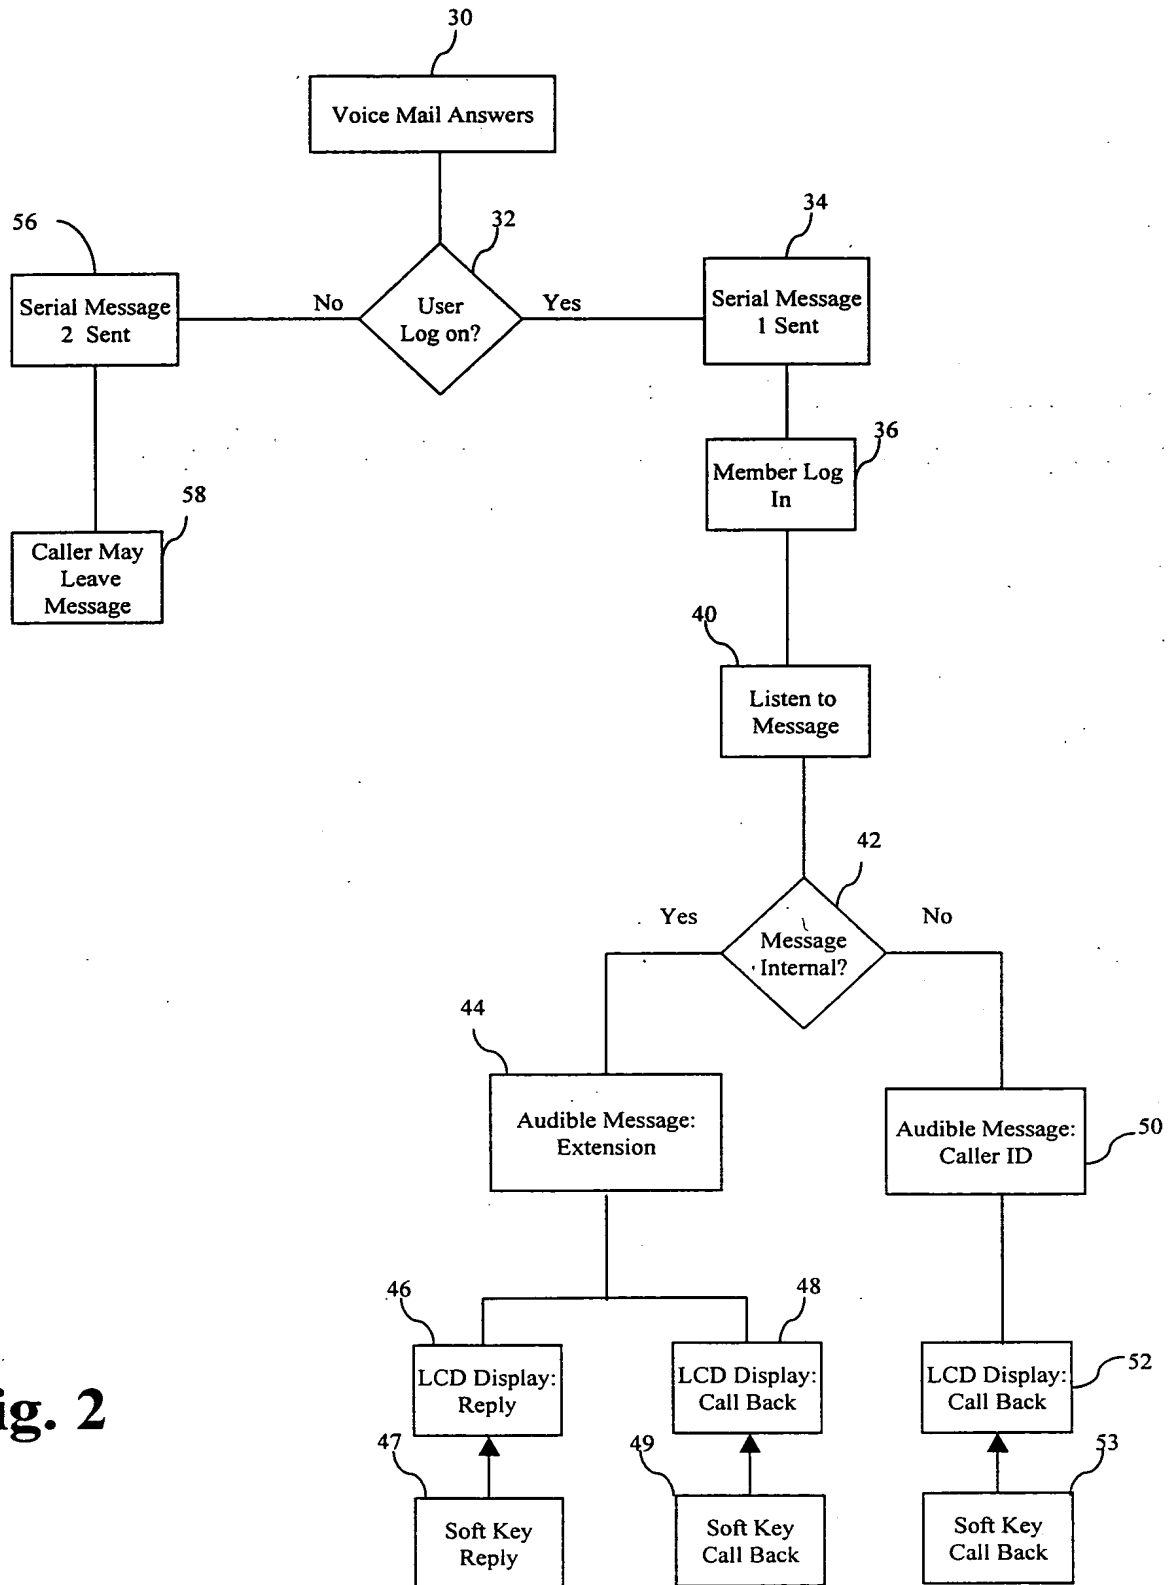 30
Voice Mail Answers
56
32
34
Serial Message
2 Sent
No
User
Log on?
Yes
Serial Message
1 Sent
36
Member Log
In
58
Caller May
Leave
Message
40
Listen to
Message
42
Yes
No
Message
Internal?
44
Audible Message:
Extension
Audible Message:
Caller ID
50
46
48
LCD Display:
Reply
LCD Display:
Call Back
LCD Display:
Call Back
52
ig. 2
47
49
53
Soft Key
Reply
Soft Key
Call Back
Soft Key
Call Back